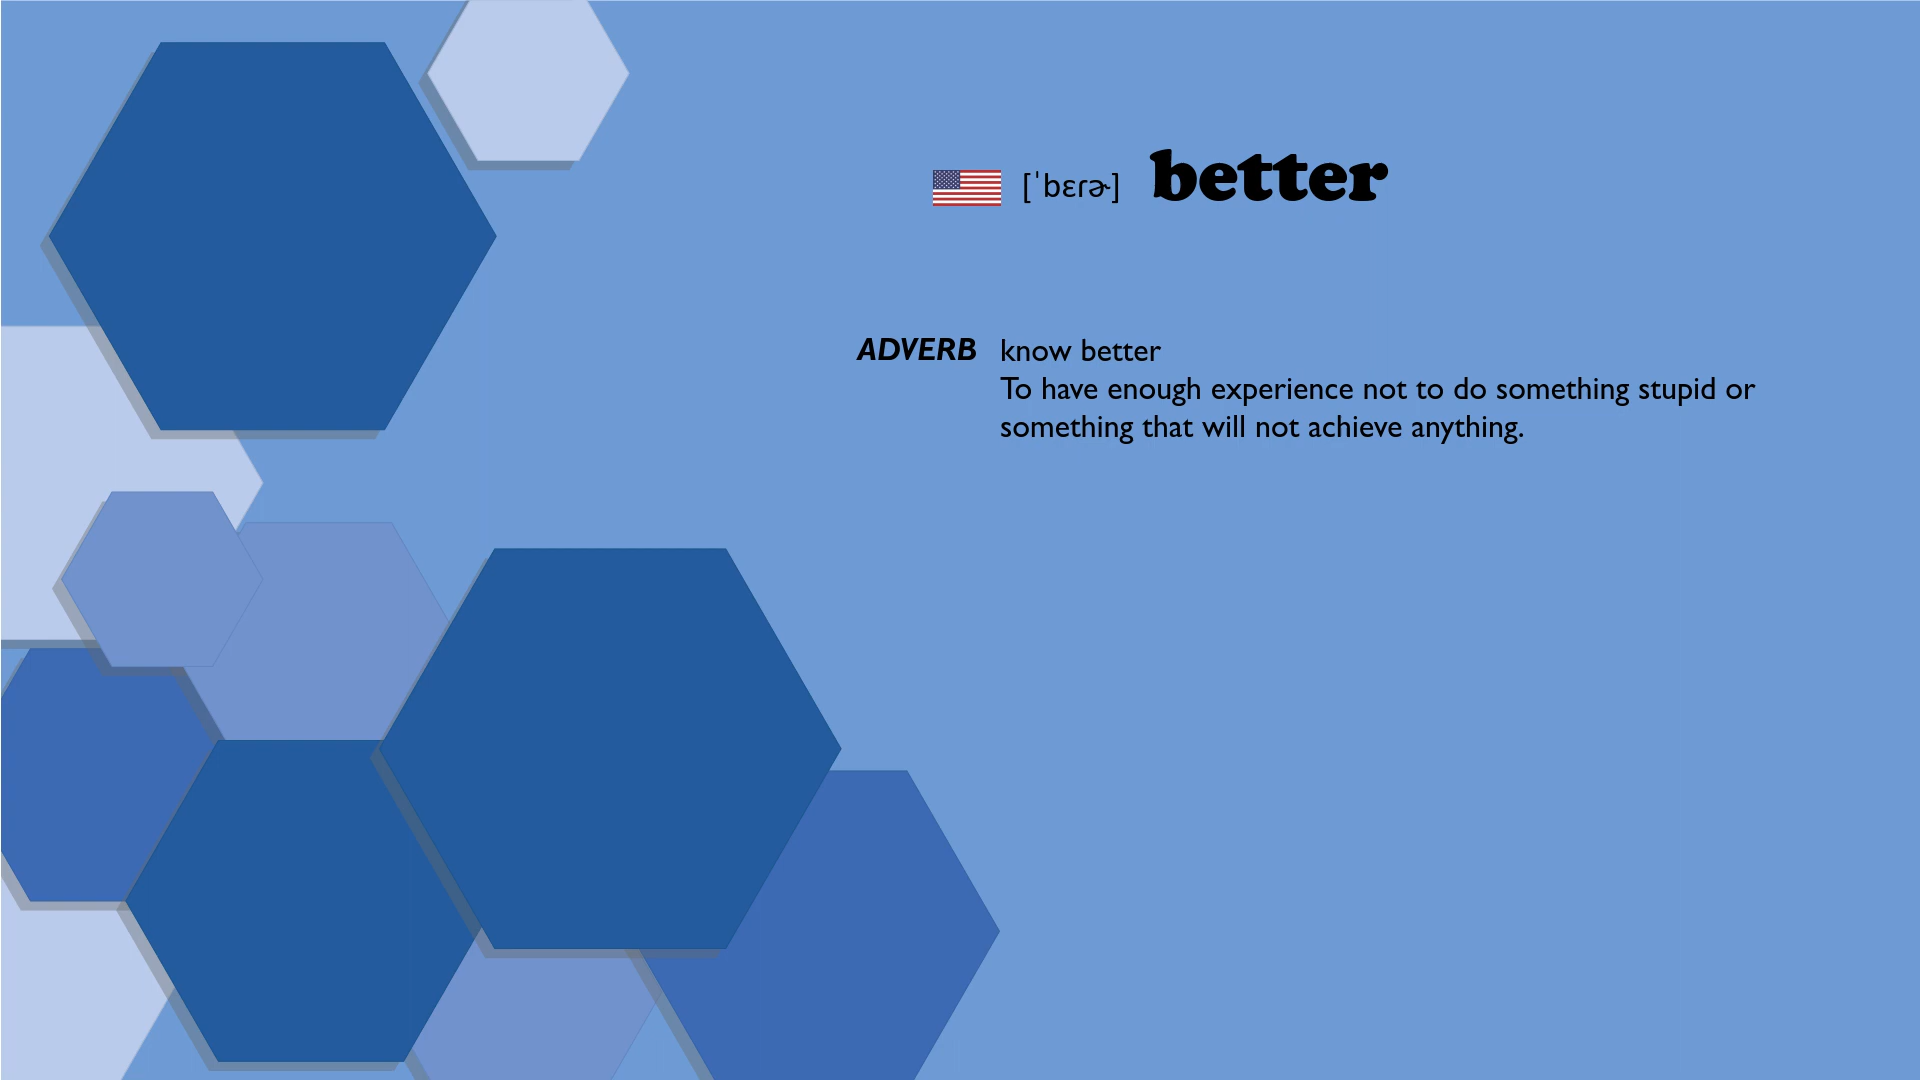 ['bɛɾɚ] better
ADVERB know better
To have enough experience not to do something stupid or
something that will not achieve anything.